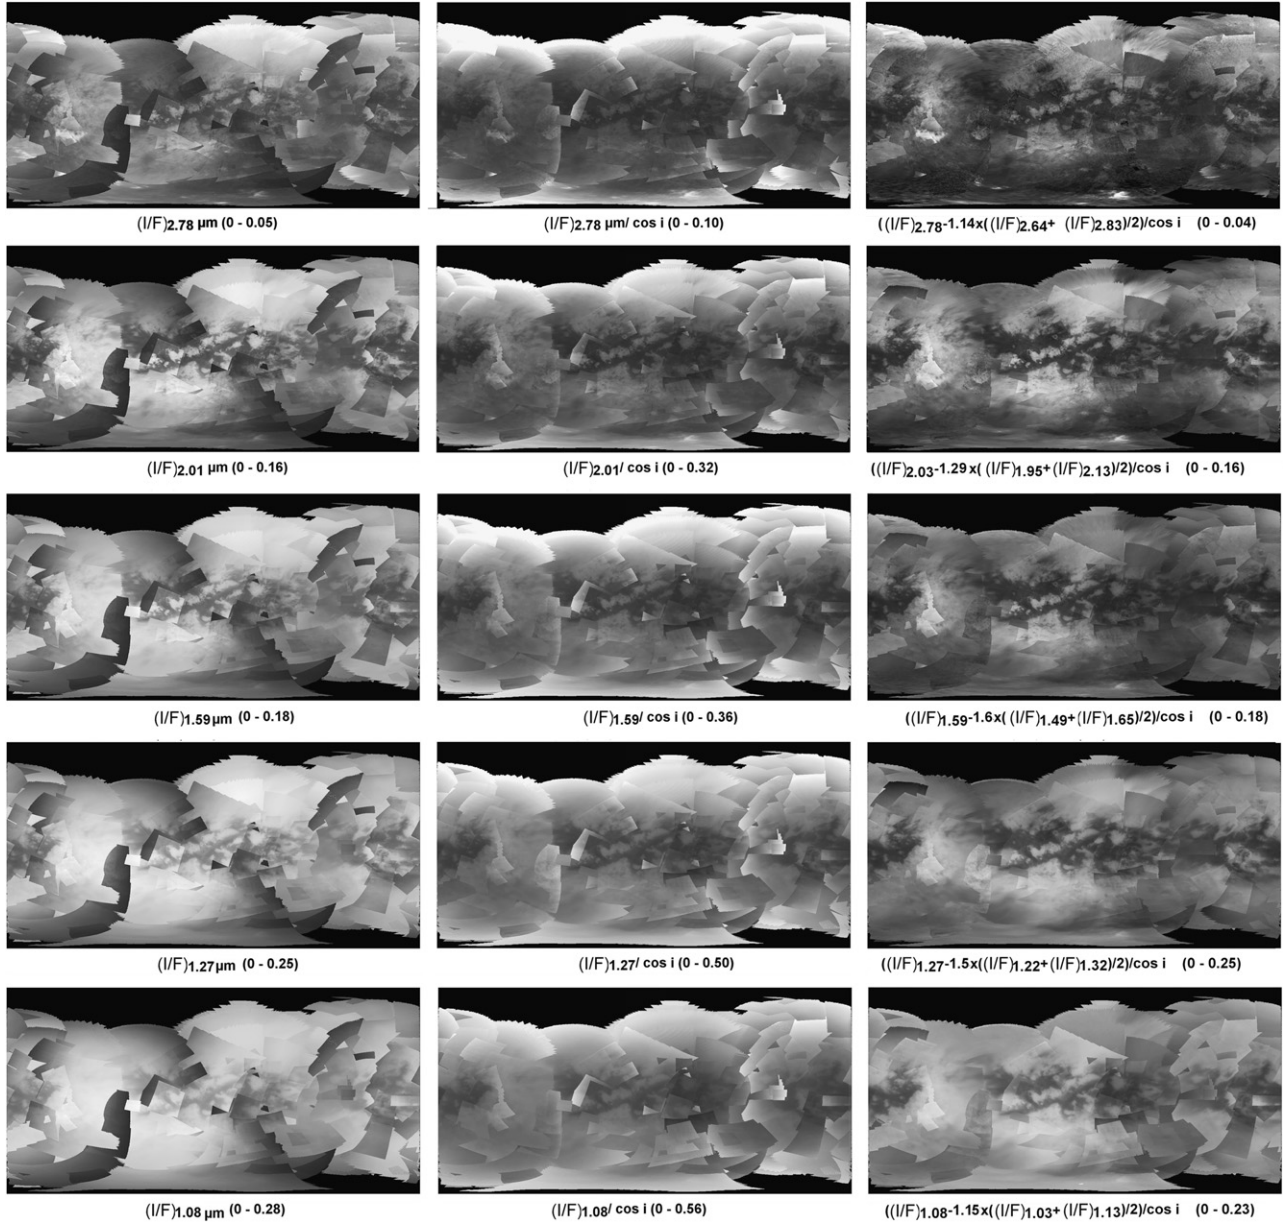 (I/F)2.78 µm (0 - 0.05)
(I/F)2.78 µm/ cos i (0 - 0.10)
((I/F)2.78-1.14x((I/F)2.64+ (I/F)2.83)/2)/cos i (0 - 0.04)
(I/F)2.01 µm (0 - 0.16)
(I/F)2.01/ cos i (0 - 0.32)
((I/F)2.03-1.29x( (I/F)1.95+(I/F)2.13)/2)/cos i (0 - 0.16)
(I/F)1.59µm (0 - 0.18)
(I/F)1.59/ cos i (0 - 0.36)
((I/F)1.59-1.6x( (I/F)1.49+(I/F)1.65)/2)/cos i (0 - 0.18)
(I/F)1.27µm (0 - 0.25)
(I/F)1.27/ cos i (0 - 0.50)
((I/F)1.27-1.5x((I/F)1.22+(I/F)1.32)/2)/cos i (0 - 0.25)
(I/F)1.08 µm (0 - 0.28)
(I/F)1.08/ cos i (0 - 0.56)
((I/F)1.08-1.15x((I/F)1.03+ (I/F)1.13)/2)/cos i (0 - 0.23)